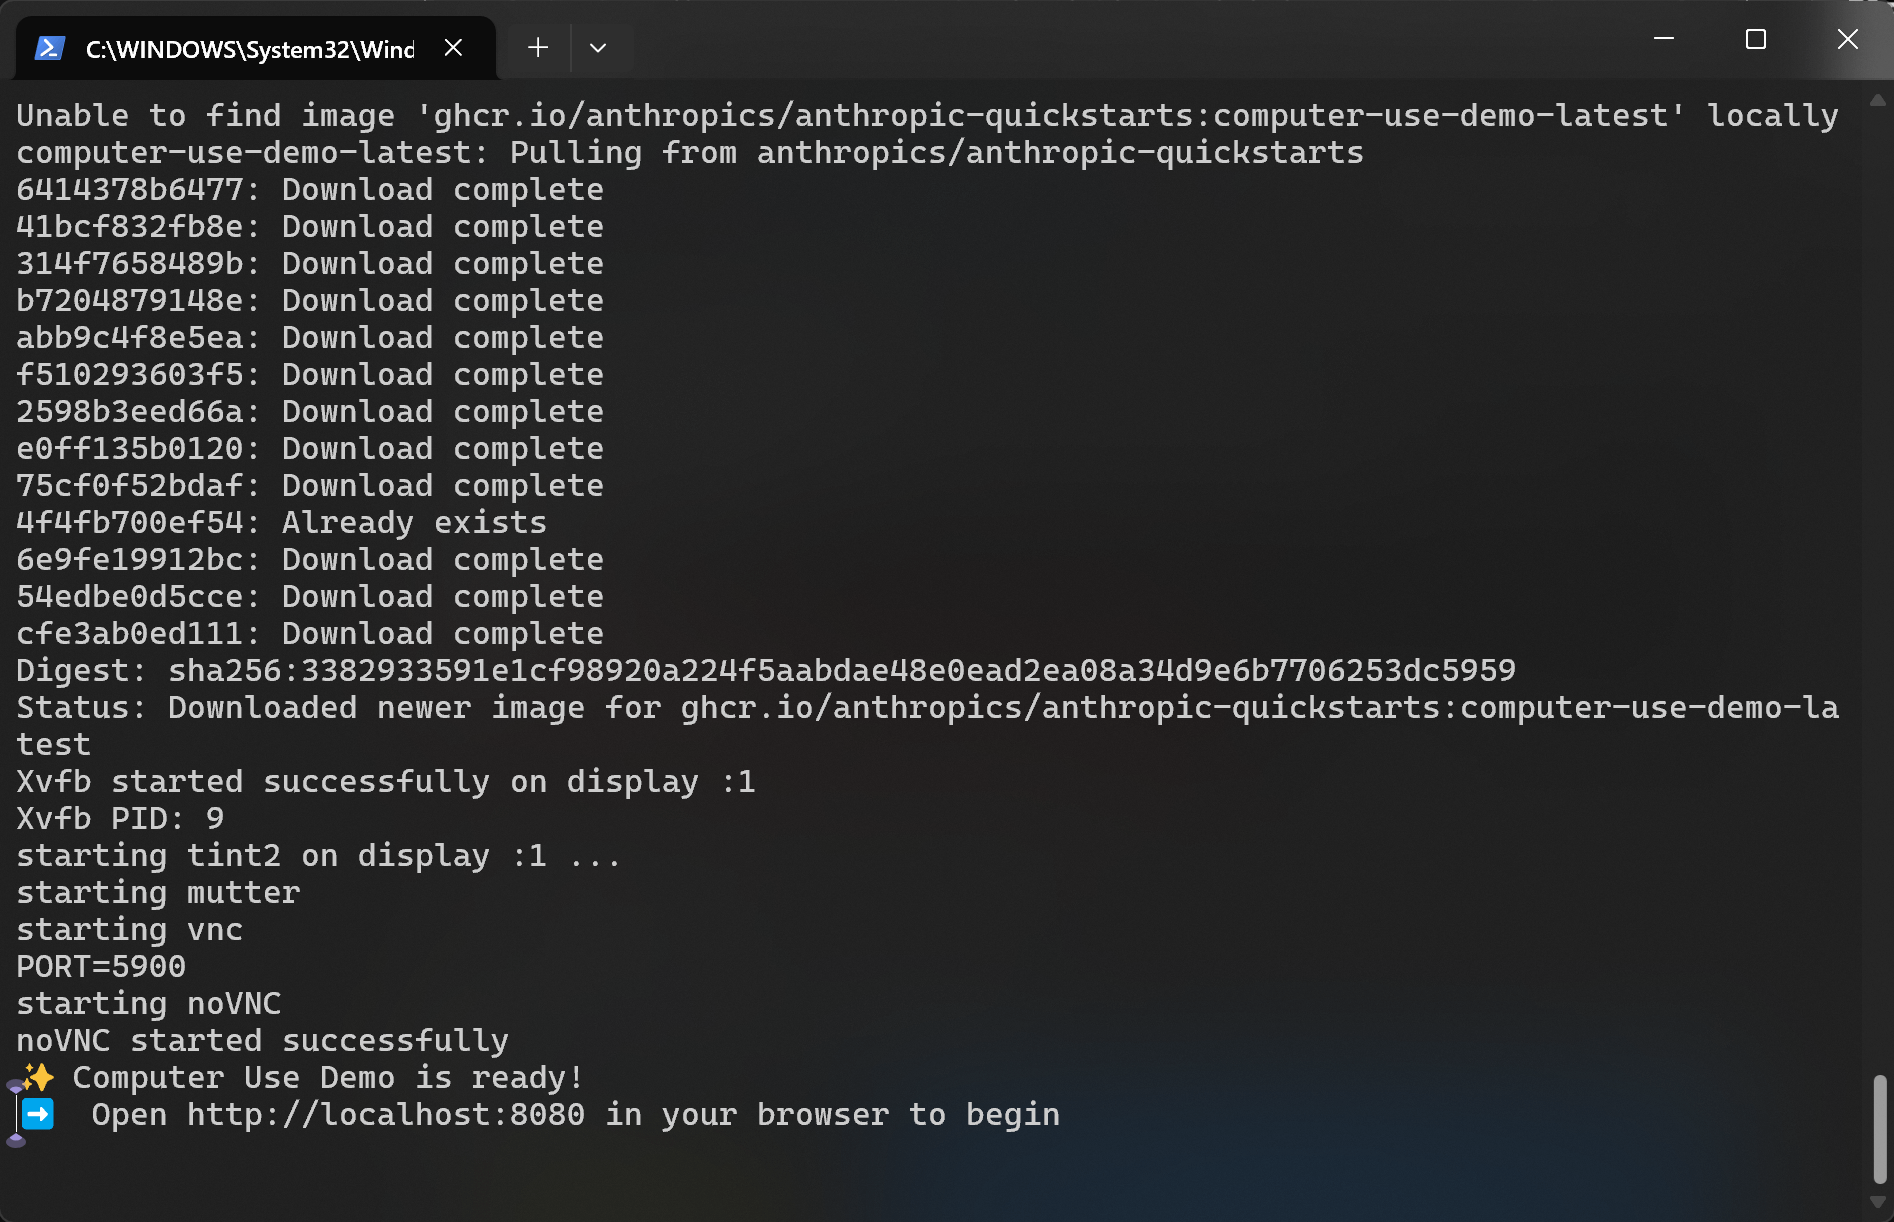 C:\WINDOWS\System32\Wind
Unable to find image 'ghcr.io/anthropics/anthropic-quickstarts:computer-use-demo-latest' locally
computer-use-demo-latest: Pulling from anthropics/anthropic-quickstarts
6414378b6477: Download complete
41bcf832fb8e: Download complete
314f7658489b: Download complete
b7204879148e: Download complete
abb9c4f8e5ea: Download complete
f510293603f5: Download complete
2598b3eed66a: Download complete
e0ff135b0120: Download complete
75cf0f52bdaf: Download complete
4f4fb700ef54: Already exists
6e9fe19912bc: Download complete
54edbe0d5cce: Download complete
cfe3ab0ed111: Download complete
Digest: sha256:3382933591e1cf98920a224f5aabdae48e0ead2ea08a34d9e6b7706253dc5959
Status: Downloaded newer image for ghcr.io/anthropics/anthropic-quickstarts:computer-use-demo-la
test
Xvfb started successfully on display :1
Xvfb PID: 9
starting tint2 on display :1 ...
starting mutter
starting vnc
PORT=5900
starting noVNC
noVNC started successfully
✨ Computer Use Demo is ready!
➡️ Open http://localhost:8080 in your browser to begin